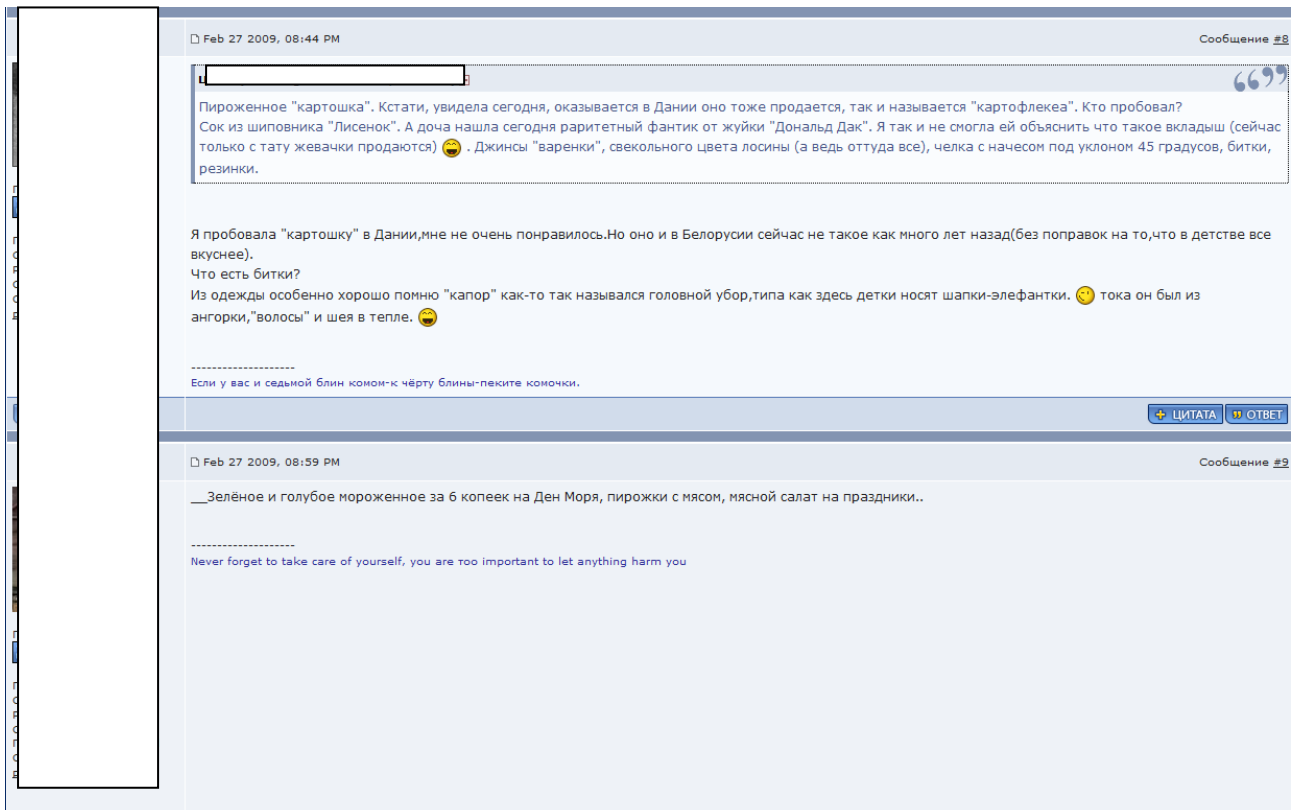 Feb 27 2009, 08:44 PM
Сообщение #8
Пироженное "картошка". Кстати, увидела сегодня, оказывается в Дании оно тоже продается, так и называется "картофлекеа". Кто пробовал?
Сок из шиповника "Лисенок". А доча нашла сегодня раритетный фантик от жуйки "Дональд Дак". Я так и не смогла ей объяснить что такое вкладыш (сейчас
только с тату жевачки продаются) . Джинсы "варенки", свекольного цвета лосины (а ведь оттуда все), челка с начесом под уклоном 45 градусов, битки,
резинки.
Я пробовала "картошку" в Дании,мне не очень понравилось.Но оно и в Белорусии сейчас не такое как много лет назад(без поправок на то,что в детстве все
вкуснее).
Что есть битки?
Из одежды особенно хорошо помню "капор" как-то так назывался головной убор,типа как здесь детки носят шапки-элефантки. тока он был из
ангорки,"волосы" и шея в тепле.
--------------------
Если у вас и седьмой блин комом-к чёрту блины-пеките комочки.
ЦИТАТА
ОТВЕТ
Feb 27 2009, 08:59 PM
Сообщение #9
__Зелёное и голубое мороженное за 6 копеек на Ден Моря, пирожки с мясом, мясной салат на праздники..
--------------------
Never forget to take care of yourself, you are тоо important to let anything harm you